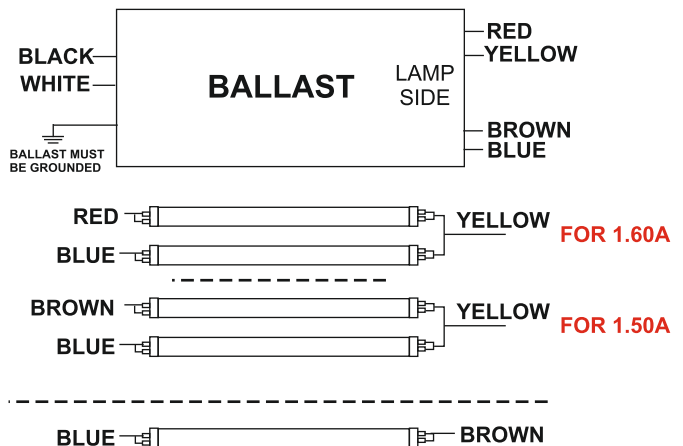 BLACK
WHITE
BALLAST MUST
BE GROUNDED
BALLAST
LAMP
SIDE
RED
YELLOW
BROWN
BLUE
RED
YELLOW
FOR 1.60A
BLUE
BROWN
YELLOW
FOR 1.50A
BLUE
BLUE
BROWN